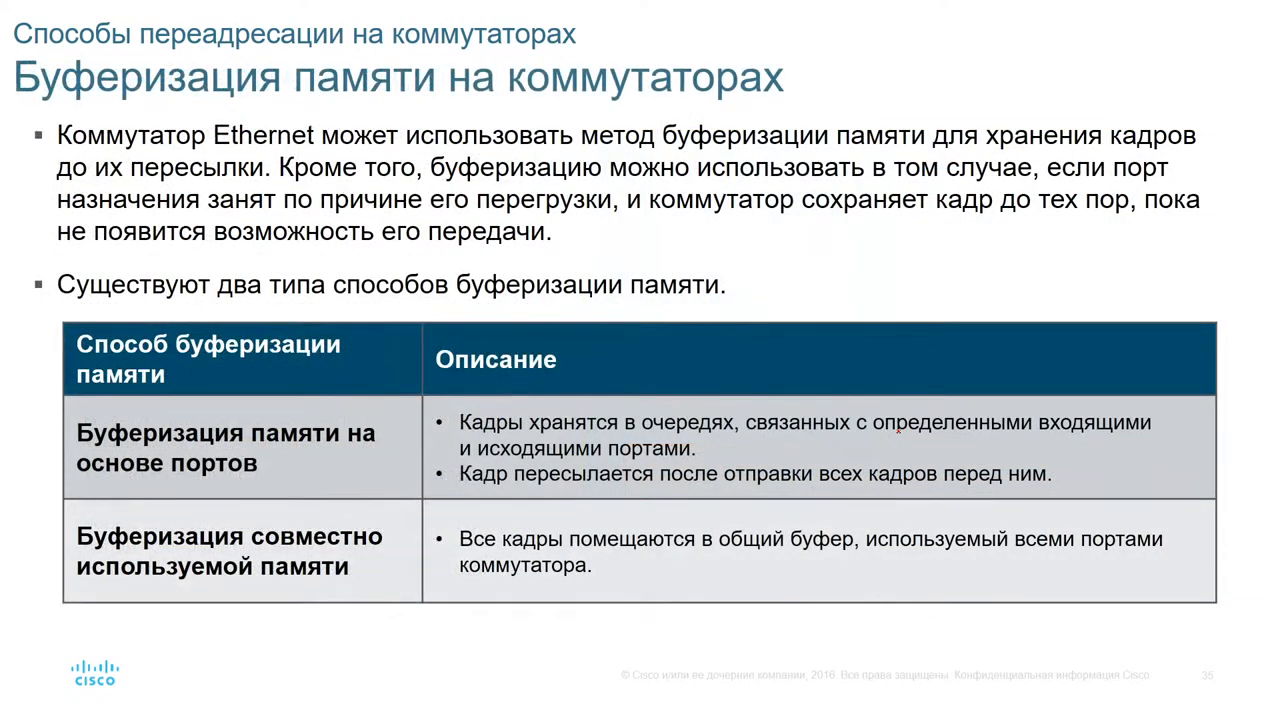 Способы переадресации на коммутаторах
Буферизация памяти на коммутаторах
▪ Коммутатор Ethernet может использовать метод буферизации памяти для хранения кадров
до их пересылки. Кроме того, буферизацию можно использовать в том случае, если порт
назначения занят по причине его перегрузки, и коммутатор сохраняет кадр до тех пор, пока
не появится возможность его передачи.
▪ Существуют два типа способов буферизации памяти.
Способ буферизации
памяти
Описание
Буферизация памяти на
основе портов
• Кадры хранятся в очередях, связанных с определенными входящими
и исходящими портами.
• Кадр пересылается после отправки всех кадров перед ним.
Буферизация совместно
используемой памяти
• Все кадры помещаются в общий буфер, используемый всеми портами
коммутатора.
cisco
© Cisco и/или ее дочерние компании, 2016. Все права защищены. Конфиденциальная информация Cisco
35